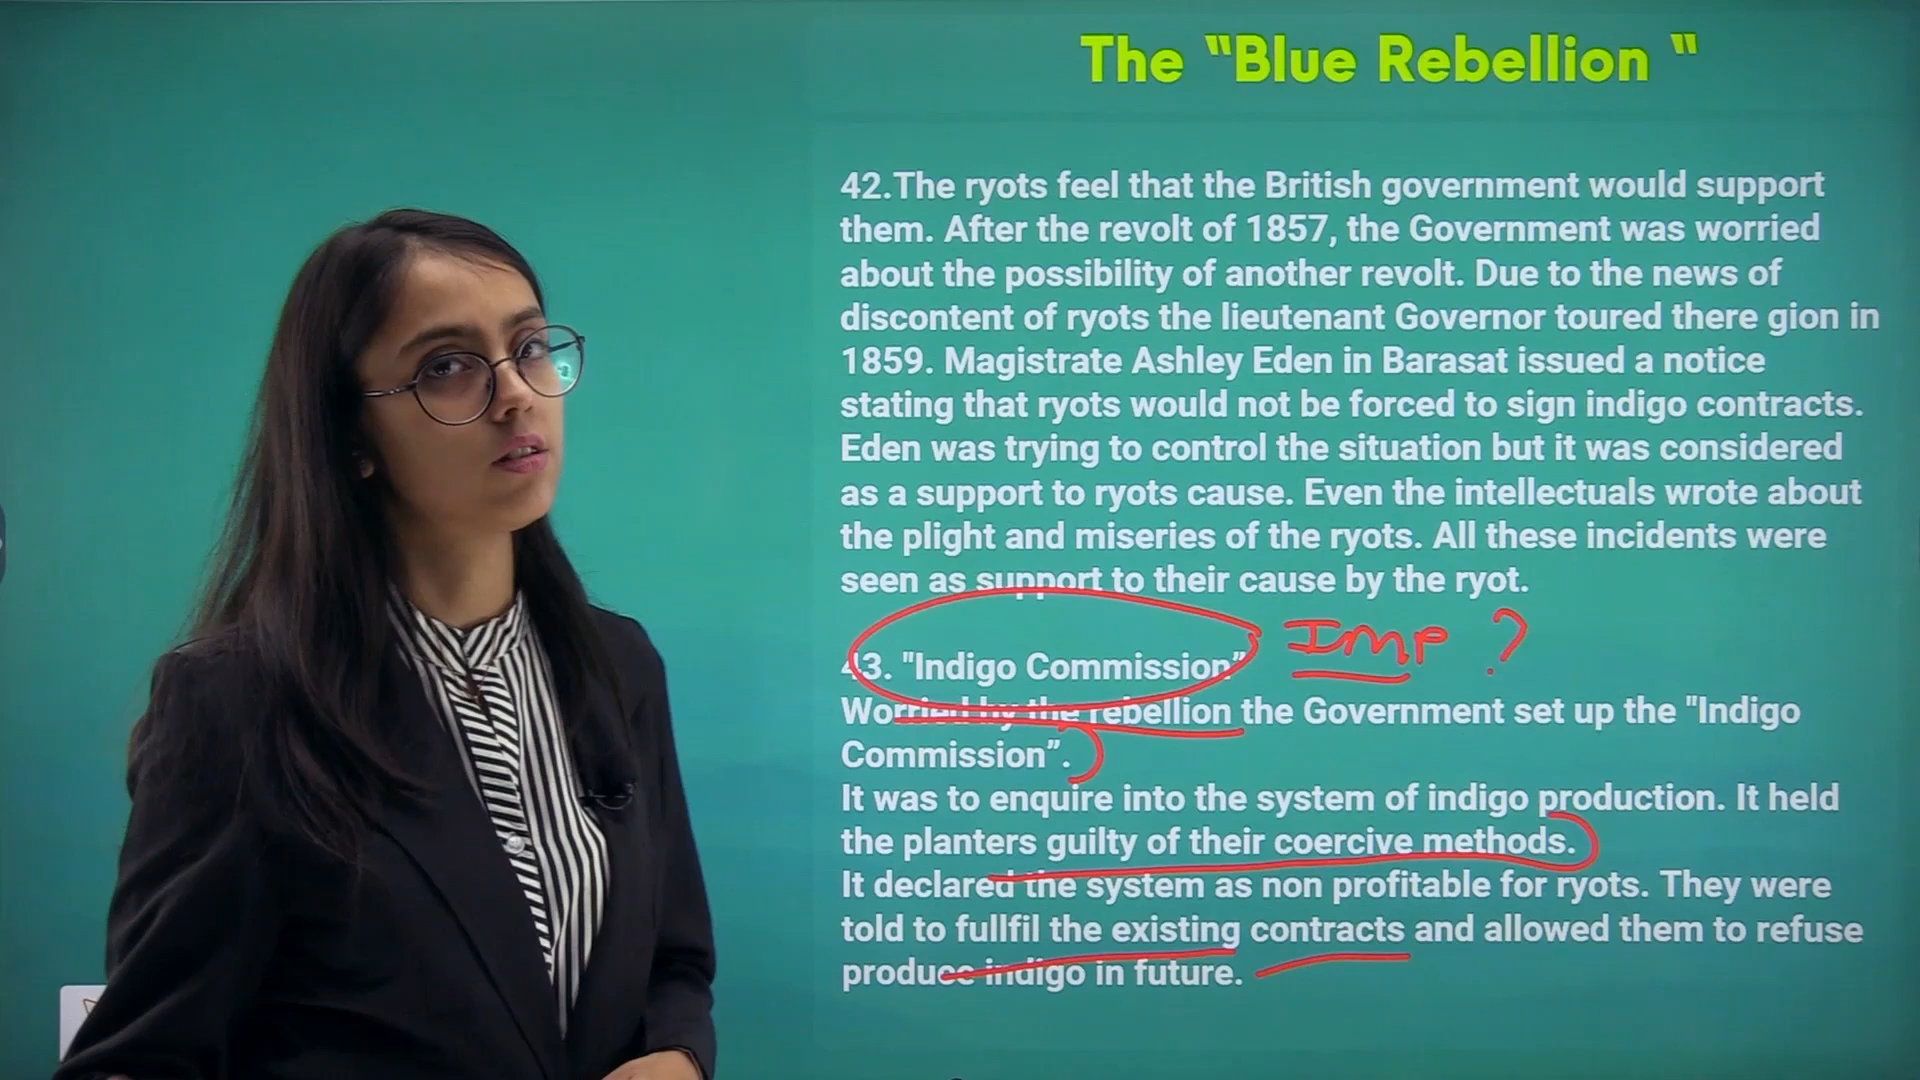 The “Blue Rebellion “
42.The ryots feel that the British government would support
them. After the revolt of 1857, the Government was worried
about the possibility of another revolt. Due to the news of
discontent of ryots the lieutenant Governor toured there gion in
1859. Magistrate Ashley Eden in Barasat issued a notice
stating that ryots would not be forced to sign indigo contracts.
Eden was trying to control the situation but it was considered
as a support to ryots cause. Even the intellectuals wrote about
the plight and miseries of the ryots. All these incidents were
seen as support to their cause by the ryot.
43. "Indigo Commission” IMP ?
Worried by the rebellion the Government set up the "Indigo
Commission”.
It was to enquire into the system of indigo production. It held
the planters guilty of their coercive methods.
It declared the system as non profitable for ryots. They were
told to fullfil the existing contracts and allowed them to refuse
produce indigo in future.